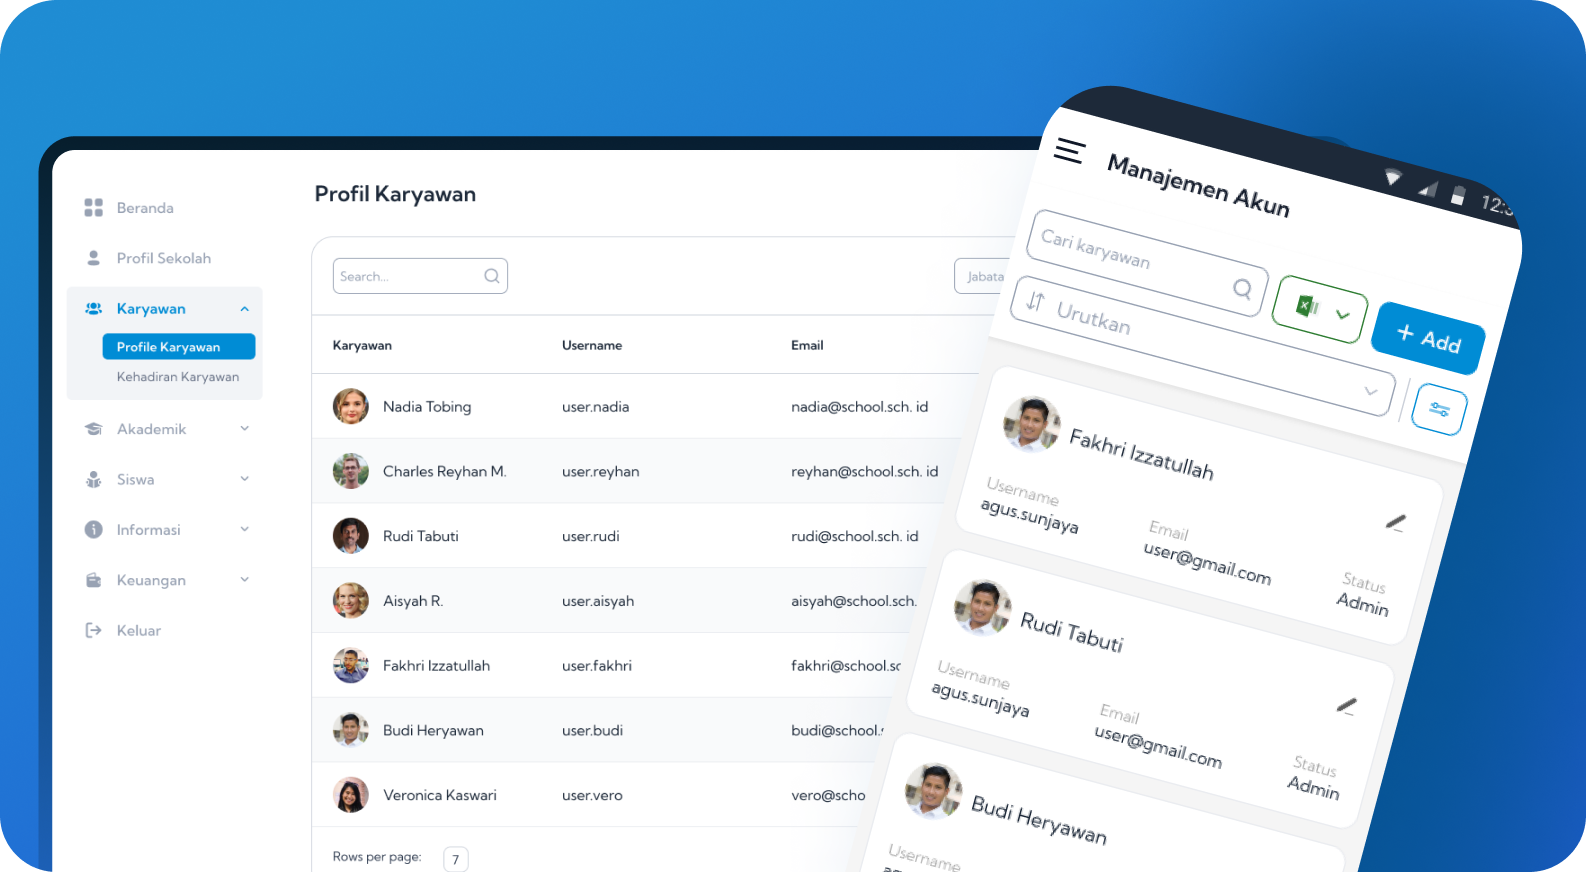 Beranda
Profil Sekolah
Karyawan
Profile Karyawan
Kehadiran Karyawan
Akademik
Siswa
Informasi
Keuangan
Keluar
Profil Karyawan
Search...
Karyawan Username Email
Nadia Tobing user.nadia nadia@school.sch. id
Charles Reyhan M. user.reyhan reyhan@school.sch. id
Rudi Tabuti user.rudi rudi@school.sch. id
Aisyah R. user.aisyah aisyah@school.sch.
Fakhri Izzatullah user.fakhri fakhri@school.sc
Budi Heryawan user.budi budi@school.
Veronica Kaswari user.vero vero@scho
Rows per page: 7
Manajemen Akun
Cari karyawan
+ Add
Urutkan
Fakhri Izzatullah
Username
agus.sunjaya
Email
user@gmail.com
Status
Admin
Rudi Tabuti
Username
agus.sunjaya
Email
user@gmail.com
Status
Admin
Budi Heryawan
Username